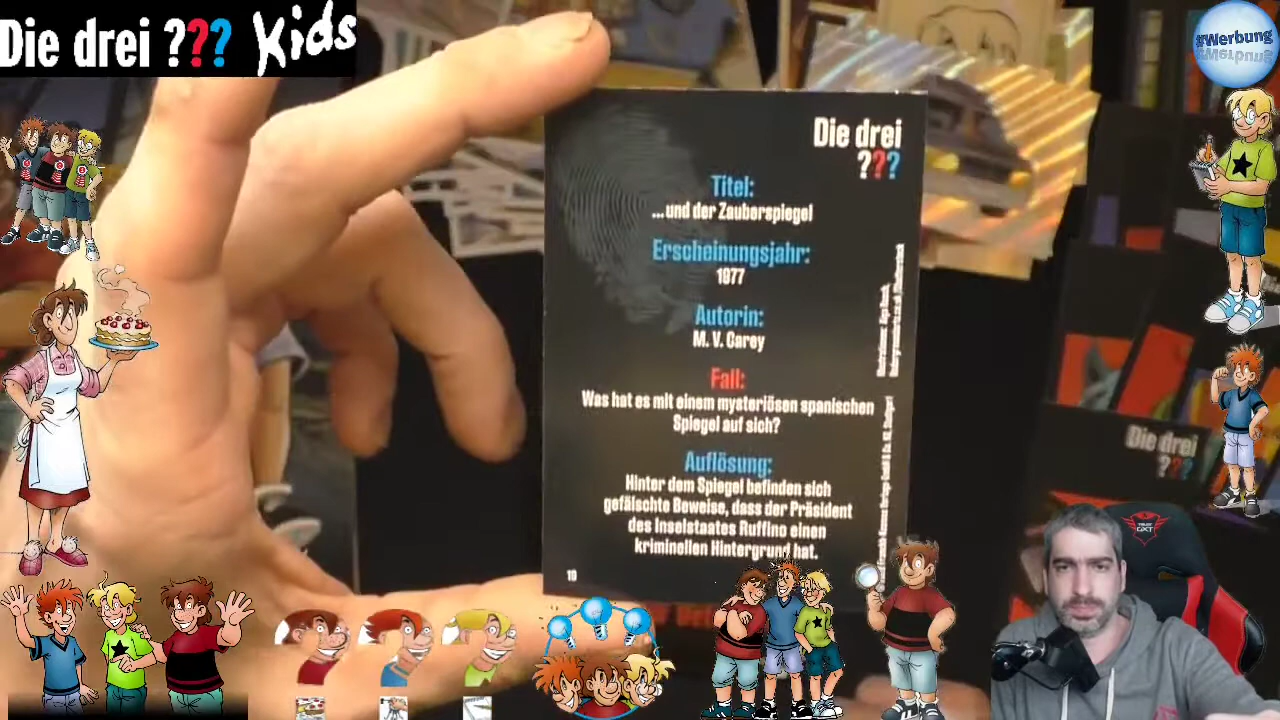 Die drei ??? Kids
#Werbung
Die drei
???
Titel:
...und der Zauberspiegel
Erscheinungsjahr:
1977
Autorin:
M. V. Carey
Fall:
Was hat es mit einem mysteriösen spanischen
Spiegel auf sich?
Auflösung:
Hinter dem Spiegel befinden sich
gefälschte Beweise, dass der Präsident
des Inselstaates Ruffino einen
kriminellen Hintergrund hat.
10
Die drei
???